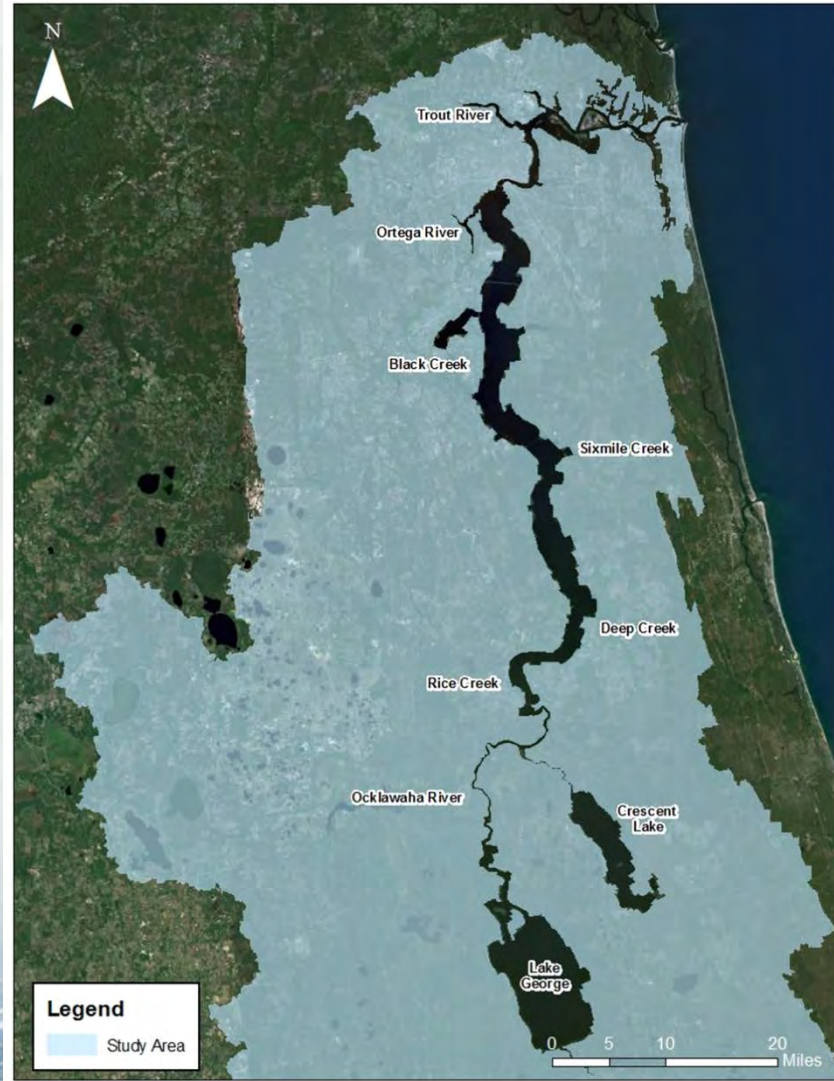 N
Trout River
Ortega River
Black Creek
Sixmile Creek
Deep Creek
Rice Creek
Ocklawaha River
Crescent
Lake
Lake
George
Legend
Study Area
0 5 10 20
Miles